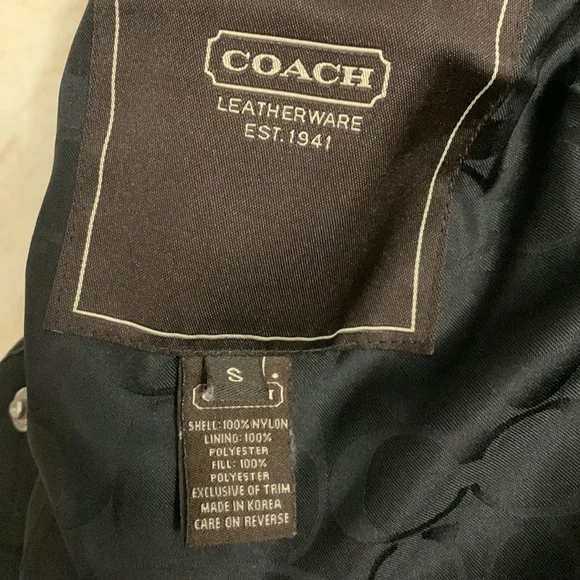 COACH
LEATHERWARE
EST. 1941
S
SHELL: 100% NYLON
LINING: 100%
POLYESTER
FILL: 100%
POLYESTER
EXCLUSIVE OF TRIM
MADE IN KOREA
CARE ON REVERSE